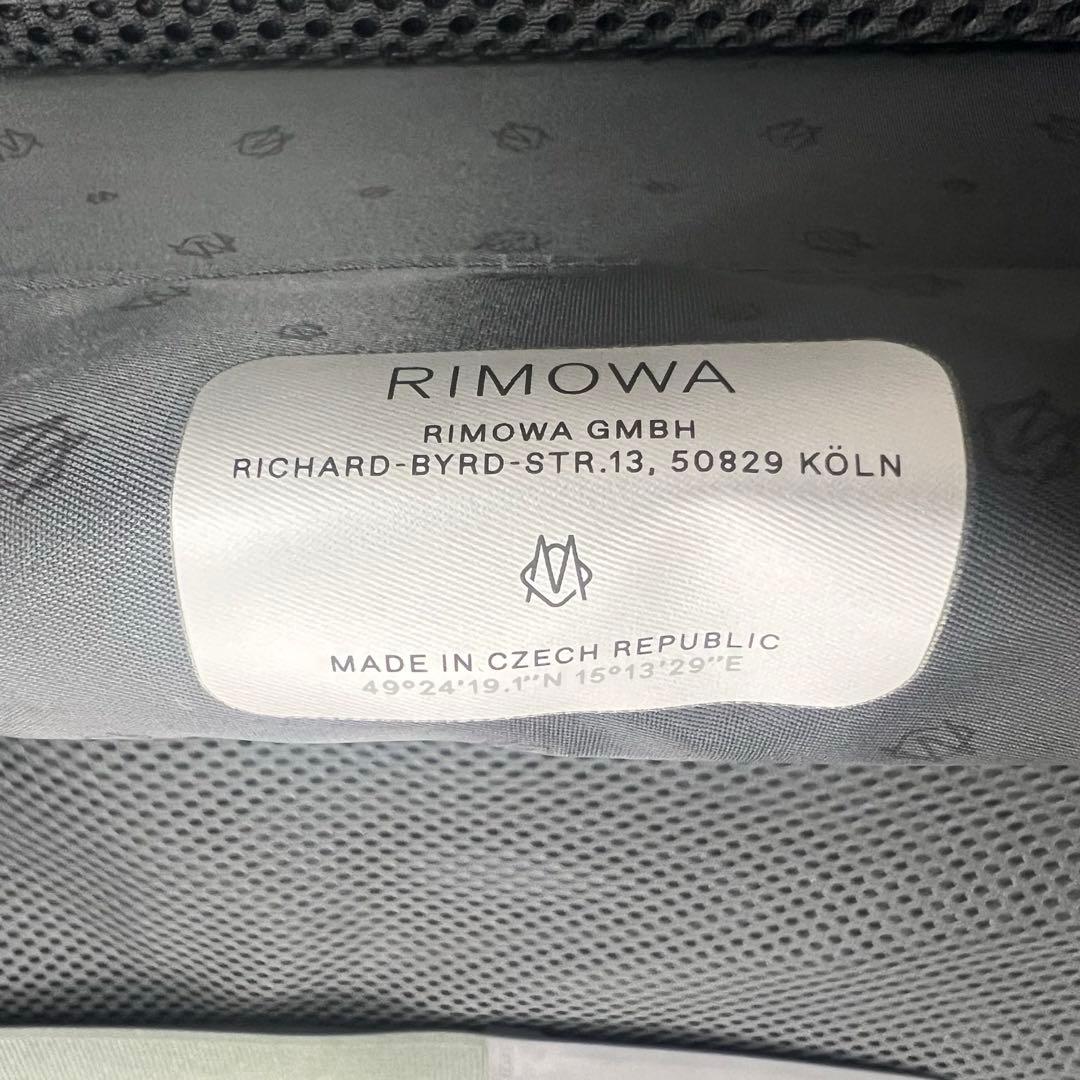 RIMOWA
RIMOWA GMBH
RICHARD-BYRD-STR.13, 50829 KÖLN
MADE IN CZECH REPUBLIC
49°24'19.1"N 15°13'29"E